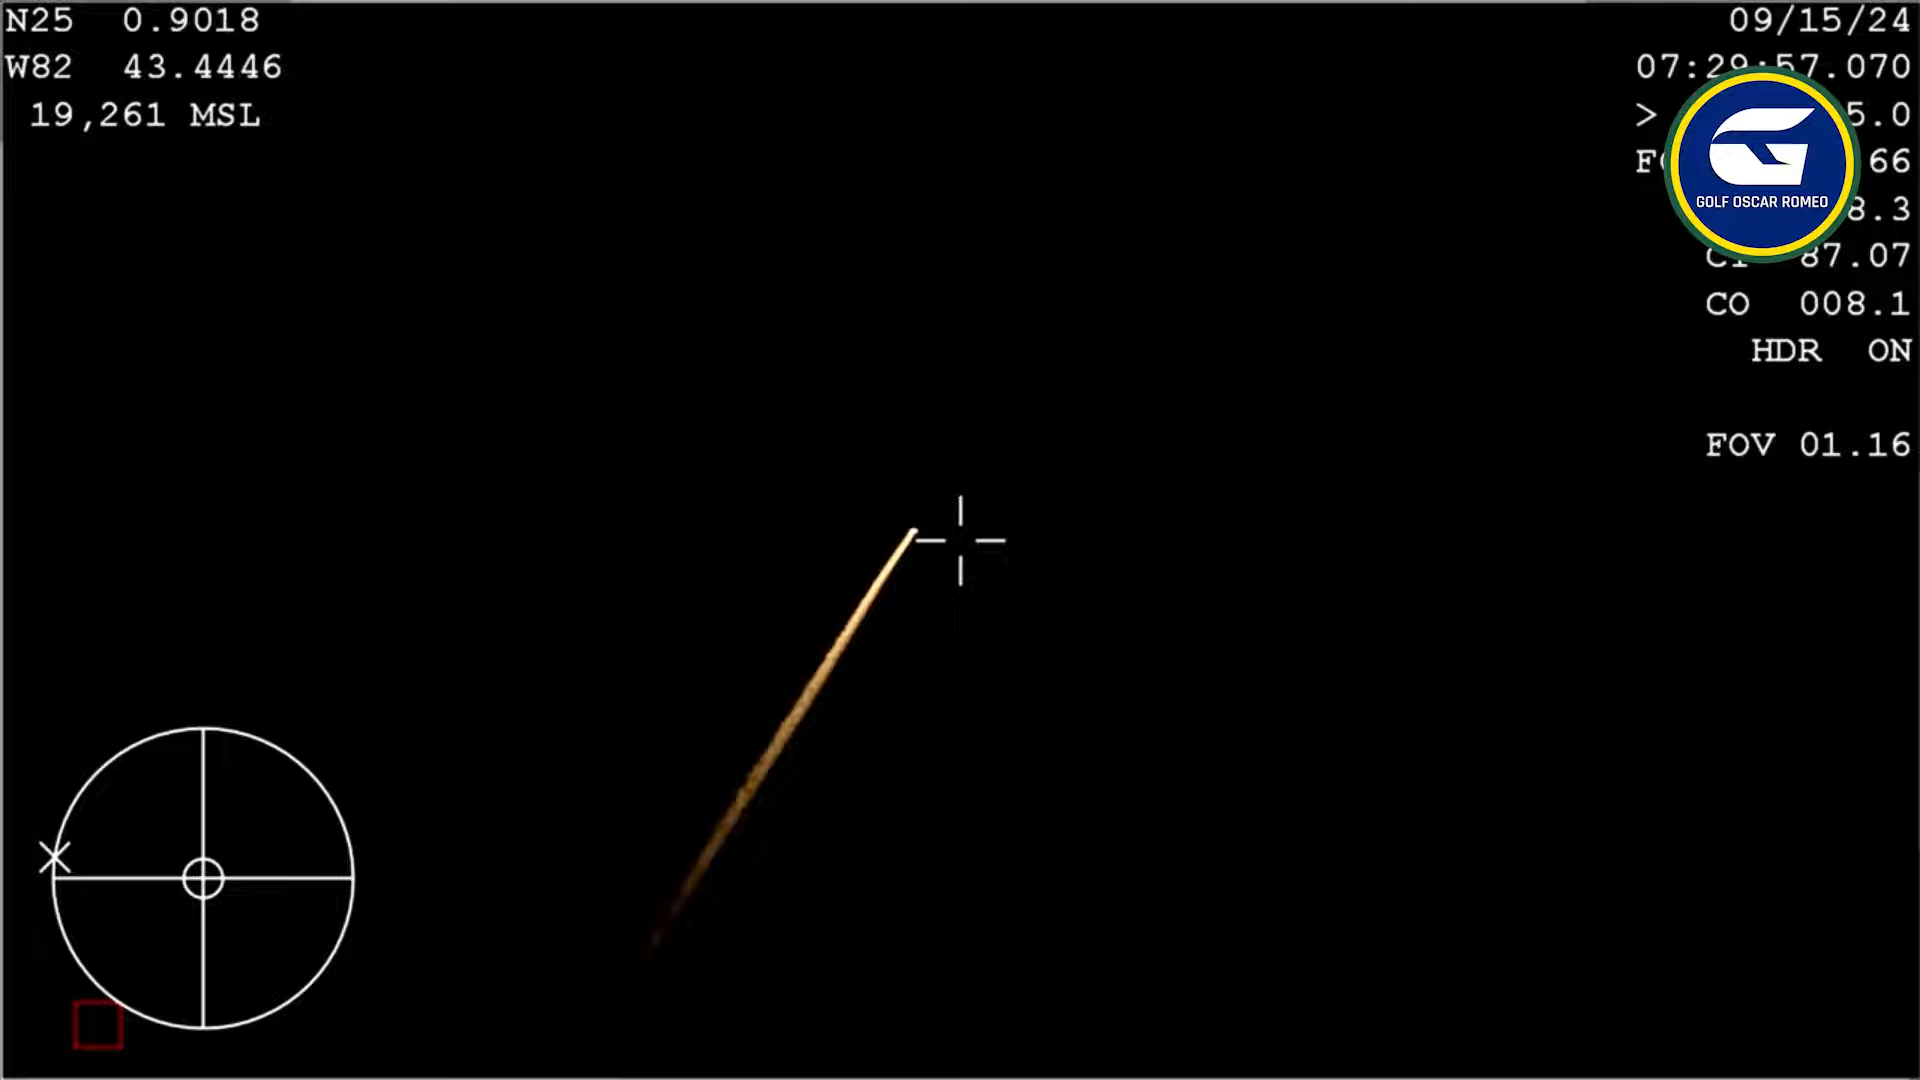 N25 0.9018
W82 43.4446
19,261 MSL
09/15/24
07:29:57.070
> 5.0
66
8.3
87.07
CO 008.1
HDR ON
FOV 01.16
GOLF OSCAR ROMEO